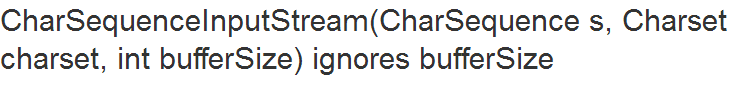 CharSequenceInputStream(CharSequence s, Charset
charset, int bufferSize) ignores bufferSize